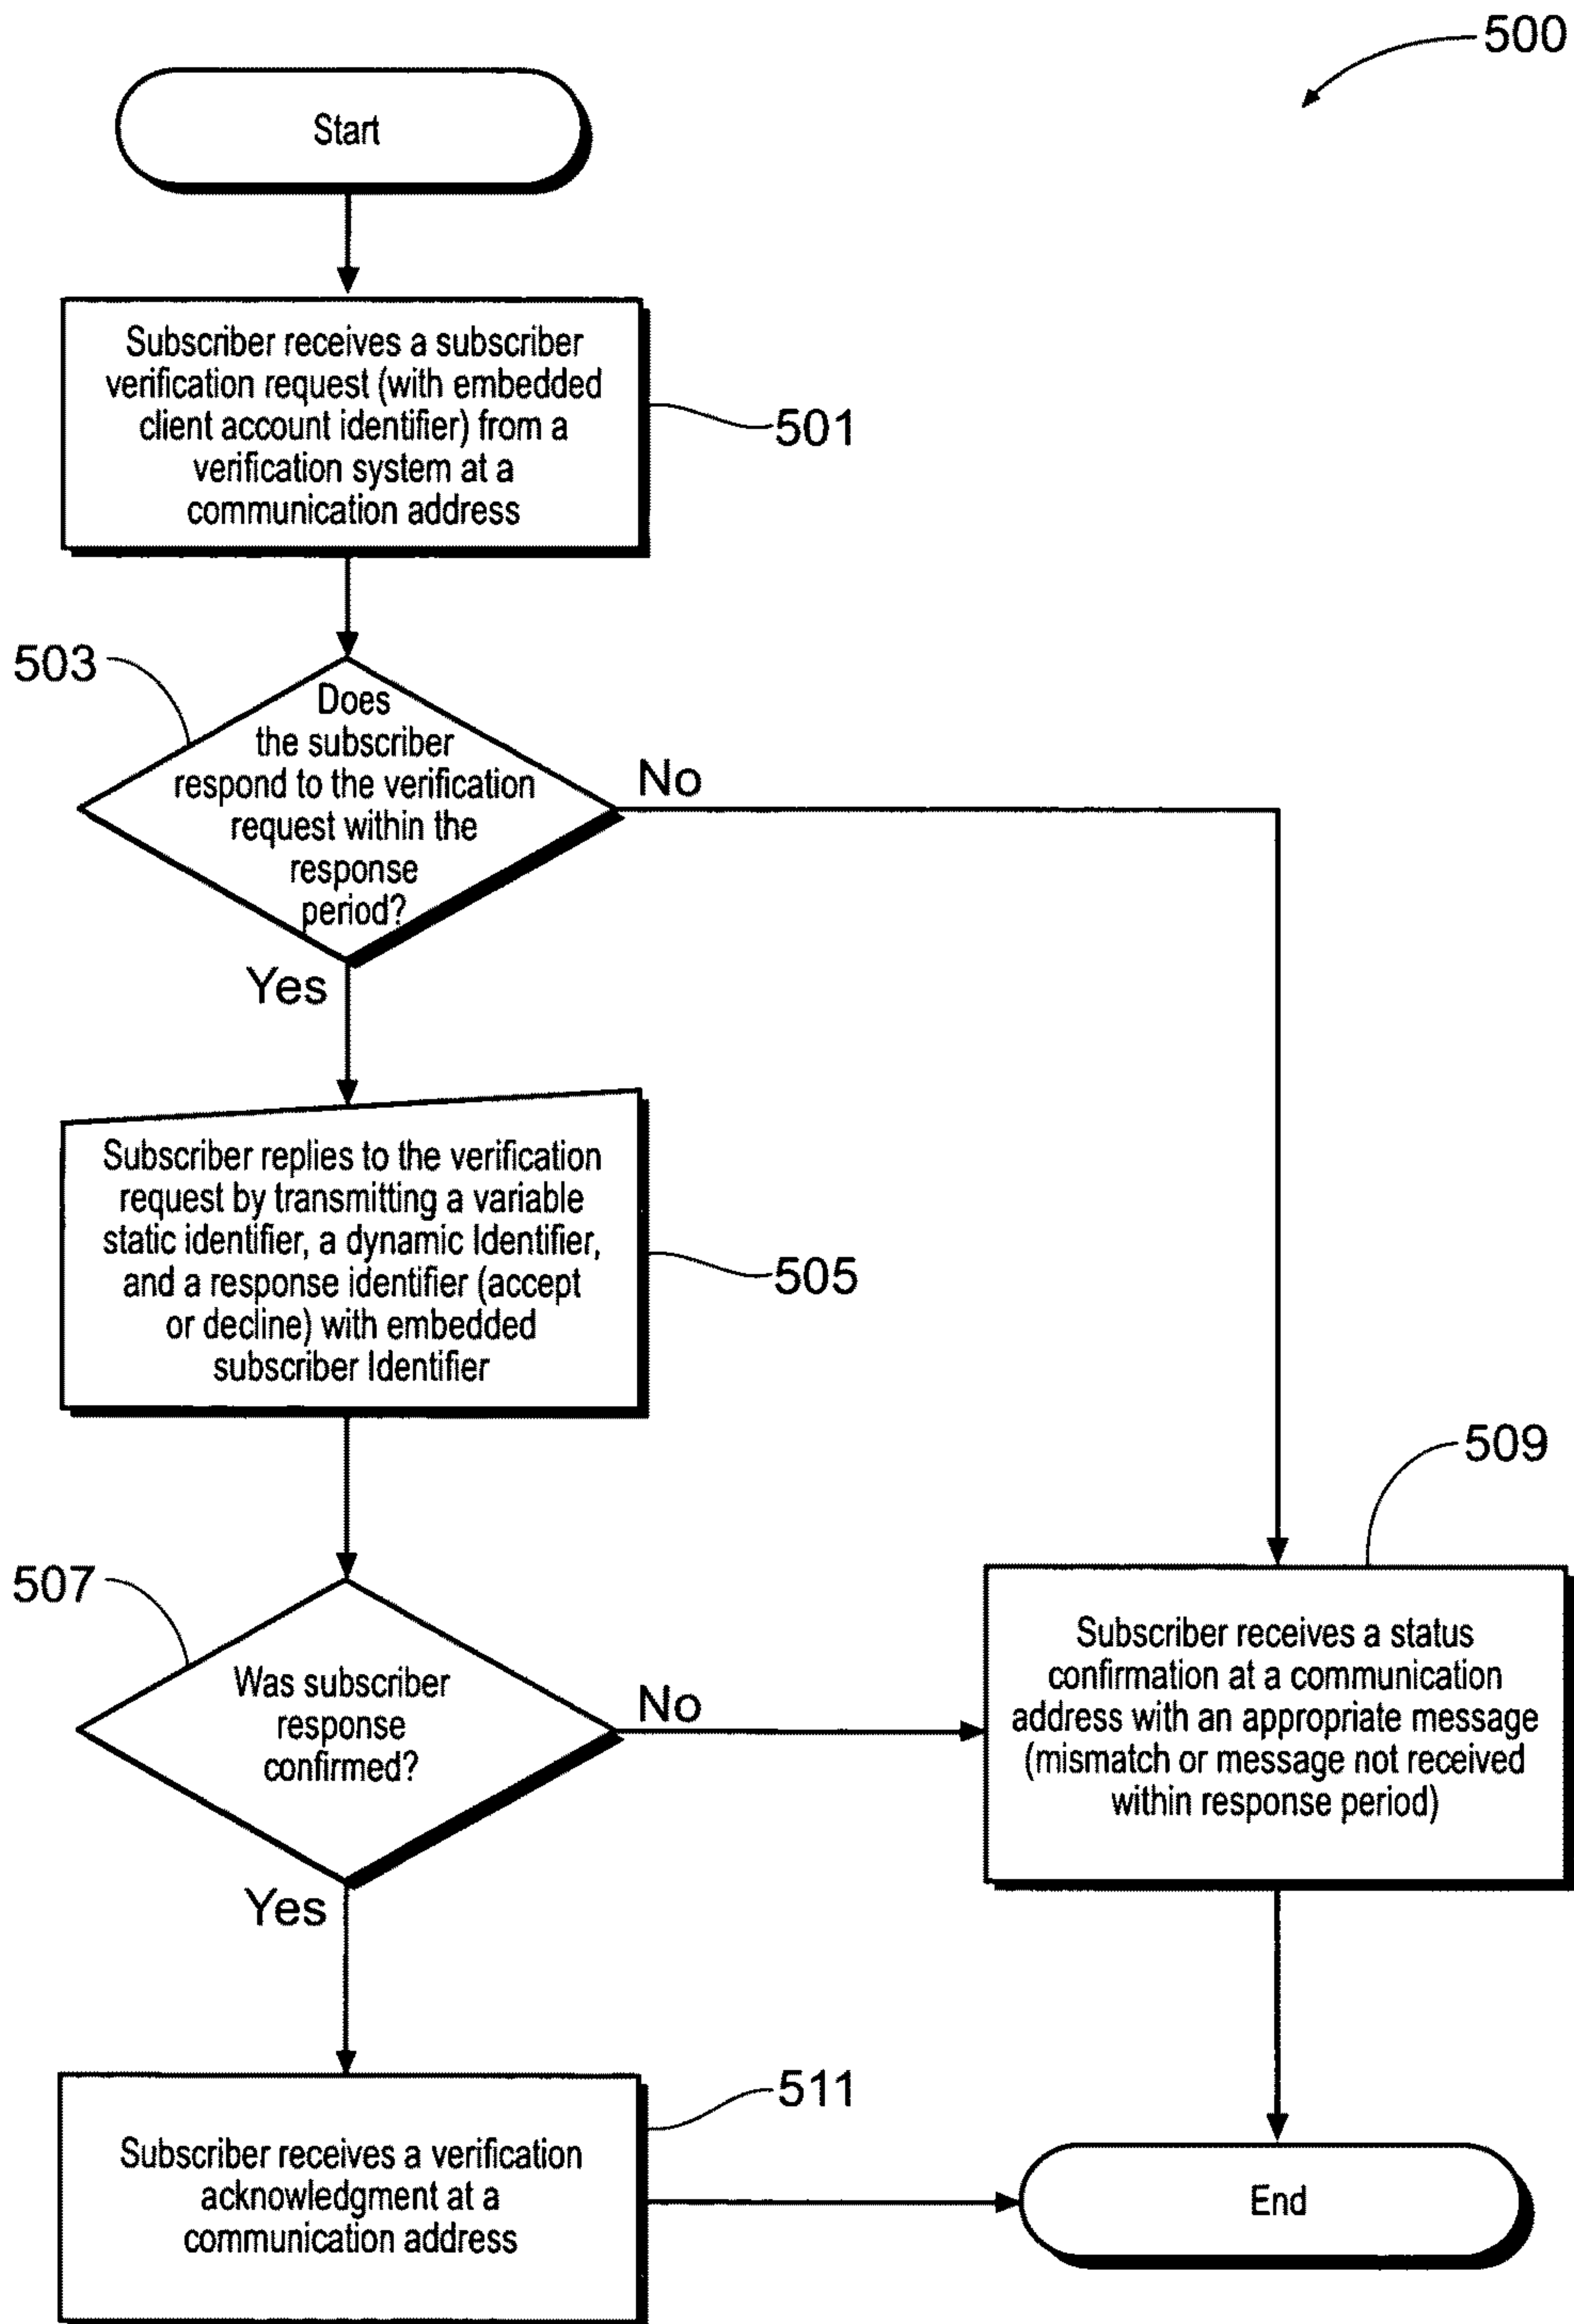 500
Start
Subscriber receives a subscriber
verification request (with embedded
client account identifier) from a
verification system at a
communication address
501
503
Does
the subscriber
respond to the verification
request within the
response
period?
No
Yes
Subscriber replies to the verification
request by transmitting a variable
static identifier, a dynamic Identifier,
and a response identifier (accept
or decline) with embedded
subscriber Identifier
505
509
507
Was subscriber
response
confirmed?
No
Yes
Subscriber receives a status
confirmation at a communication
address with an appropriate message
(mismatch or message not received
within response period)
511
Subscriber receives a verification
acknowledgment at a
communication address
End